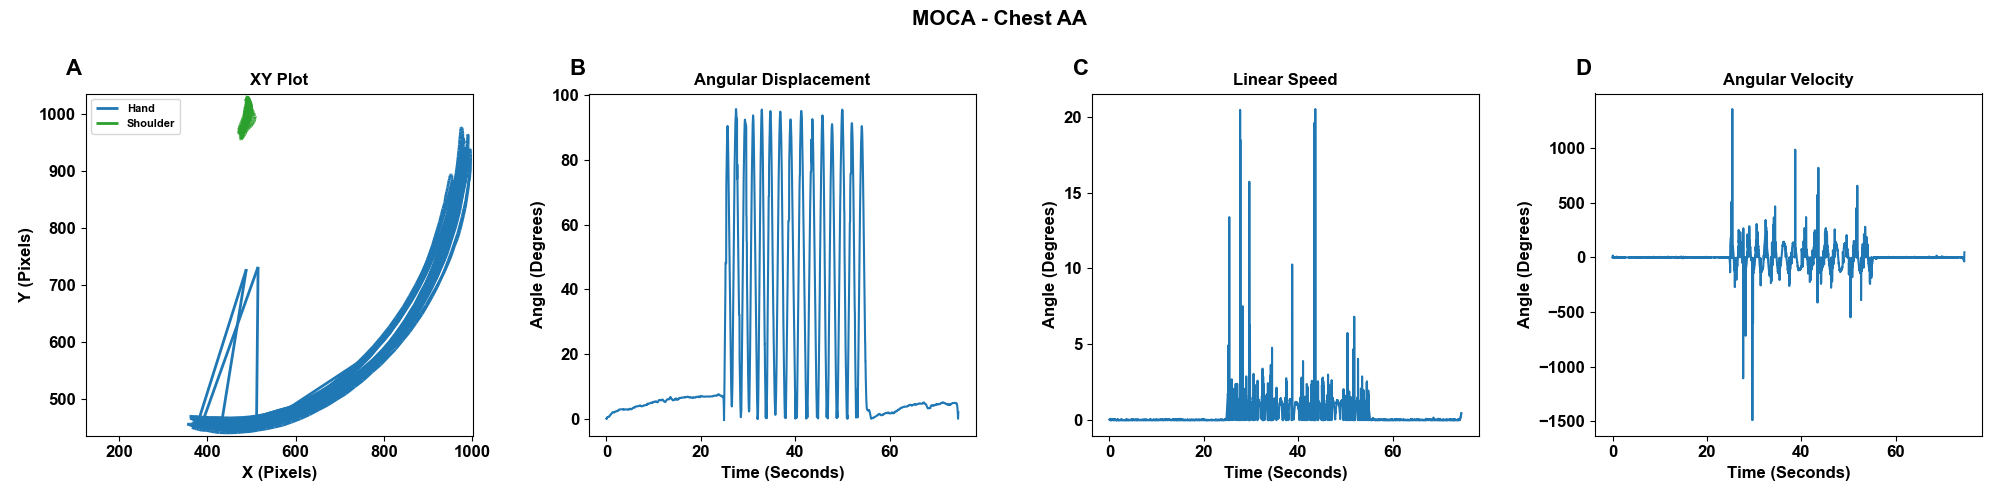 MOCA - Chest AA
A
XY Plot
Hand
Shoulder
1000
900
800
700
600
500
Y (Pixels)
200
400
600
800
1000
X (Pixels)
B
Angular Displacement
100
80
60
40
20
0
Angle (Degrees)
0
20
40
60
Time (Seconds)
C
Linear Speed
20
15
10
5
0
Angle (Degrees)
0
20
40
60
Time (Seconds)
D
Angular Velocity
1000
500
0
−500
−1000
−1500
Angle (Degrees)
0
20
40
60
Time (Seconds)